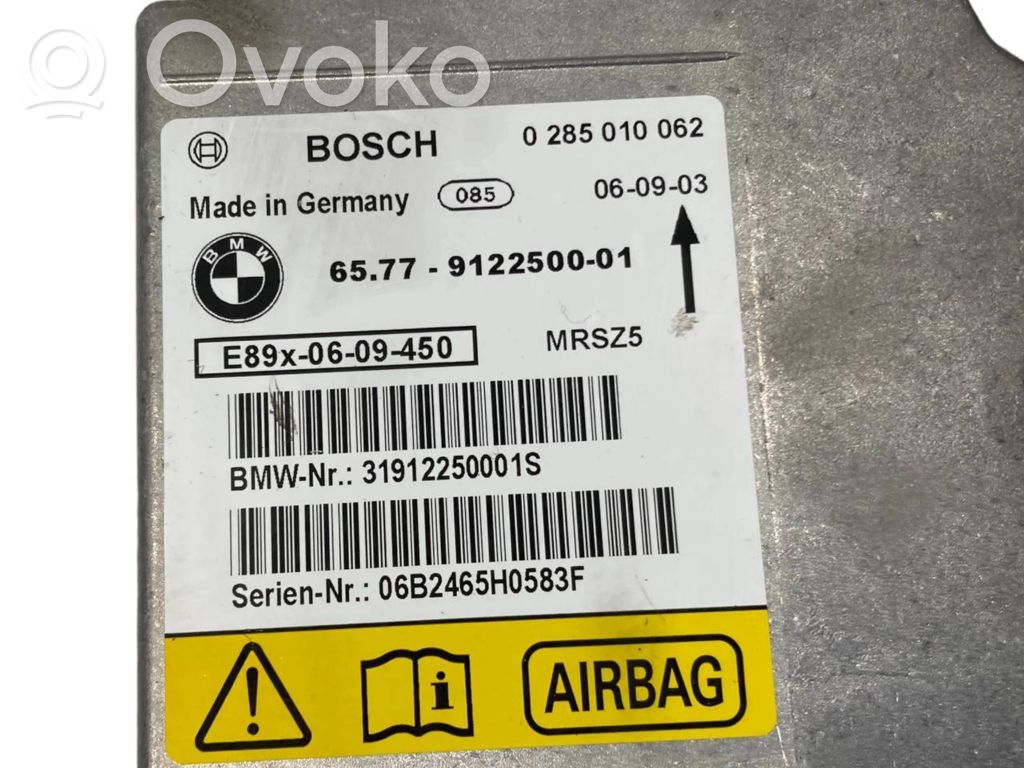 Ovoko
BOSCH 0 285 010 062
Made in Germany 085 06-09-03
BMW 65.77 - 9122500-01
E89x-06-09-450 MRSZ5
BMW-Nr.: 31912250001S
Serien-Nr.: 06B2465H0583F
! i AIRBAG